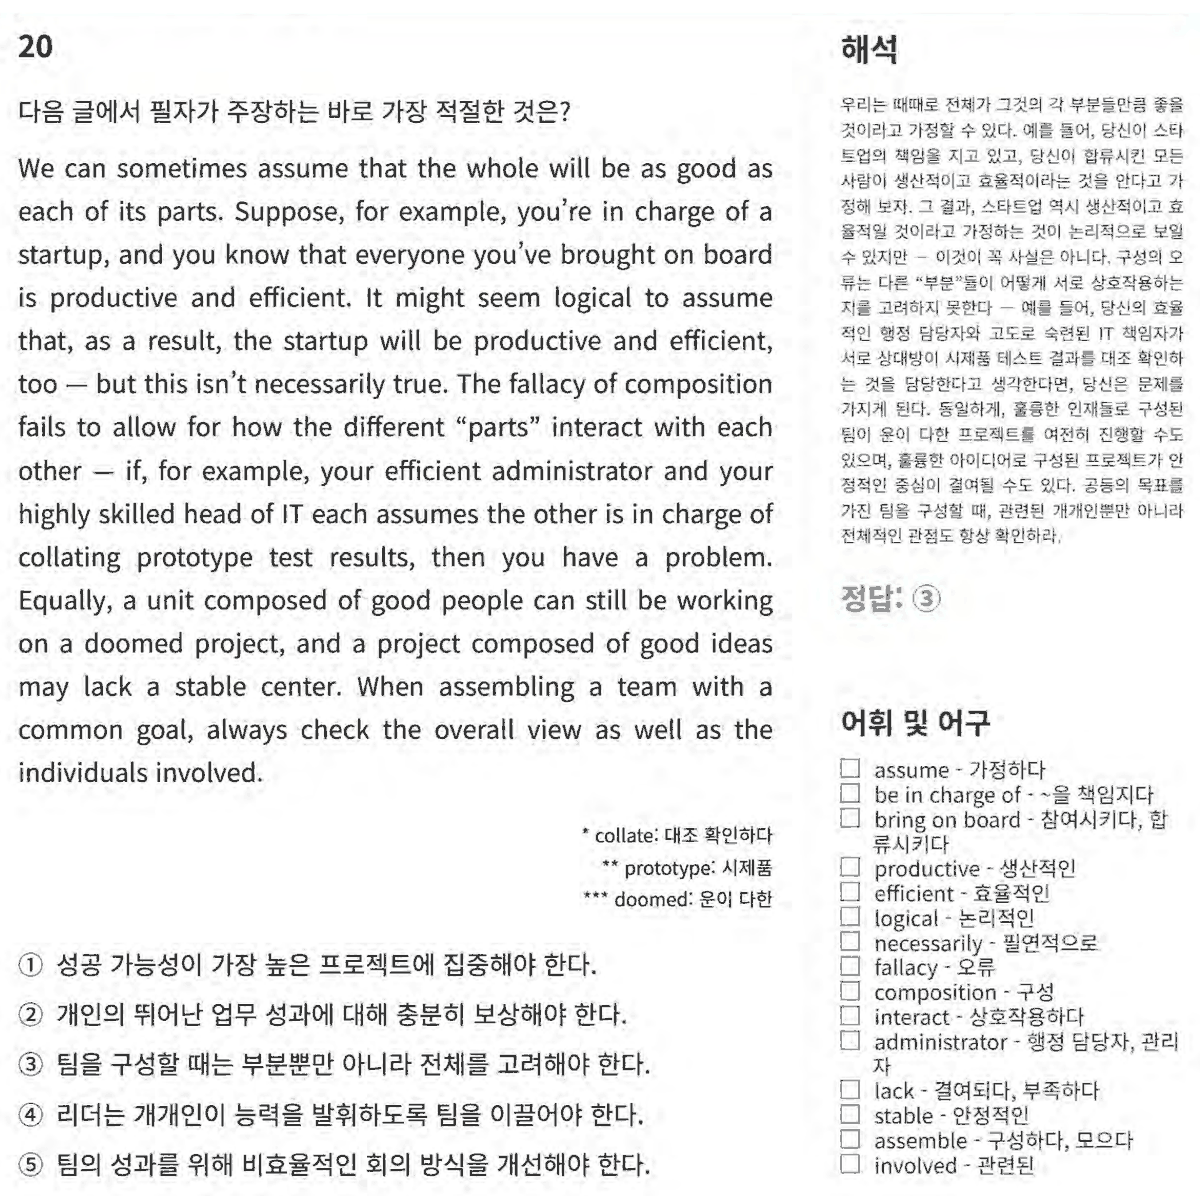 20
다음 글에서 필자가 주장하는 바로 가장 적절한 것은?
We can sometimes assume that the whole will be as good as
each of its parts. Suppose, for example, you're in charge of a
startup, and you know that everyone you've brought on board
is productive and efficient. It might seem logical to assume
that, as a result, the startup will be productive and efficient,
too — but this isn't necessarily true. The fallacy of composition
fails to allow for how the different “parts” interact with each
other — if, for example, your efficient administrator and your
highly skilled head of IT each assumes the other is in charge of
collating prototype test results, then you have a problem.
Equally, a unit composed of good people can still be working
on a doomed project, and a project composed of good ideas
may lack a stable center. When assembling a team with a
common goal, always check the overall view as well as the
individuals involved.
* collate: 대조 확인하다
** prototype: 시제품
*** doomed: 운이 다한
① 성공 가능성이 가장 높은 프로젝트에 집중해야 한다.
② 개인의 뛰어난 업무 성과에 대해 충분히 보상해야 한다.
③ 팀을 구성할 때는 부분뿐만 아니라 전체를 고려해야 한다.
④ 리더는 개개인이 능력을 발휘하도록 팀을 이끌어야 한다.
⑤ 팀의 성과를 위해 비효율적인 회의 방식을 개선해야 한다.
해석
우리는 때때로 전체가 그것의 각 부분들만큼 좋을
것이라고 가정할 수 있다. 예를 들어, 당신이 스타
트업의 책임을 지고 있고, 당신이 합류시킨 모든
사람이 생산적이고 효율적이라는 것을 안다고 가
정해 보자. 그 결과, 스타트업 역시 생산적이고 효
율적일 것이라고 가정하는 것이 논리적으로 보일
수 있지만 — 이것이 꼭 사실은 아니다. 구성의 오
류는 다른 “부분”들이 어떻게 서로 상호작용하는
지를 고려하지 못한다 — 예를 들어, 당신의 효율
적인 행정 담당자와 고도로 숙련된 IT 책임자가
서로 상대방이 시제품 테스트 결과를 대조 확인하
는 것을 담당한다고 생각한다면, 당신은 문제를
가지게 된다. 동일하게, 훌륭한 인재들로 구성된
팀이 운이 다한 프로젝트를 여전히 진행할 수도
있으며, 훌륭한 아이디어로 구성된 프로젝트가 안
정적인 중심이 결여될 수도 있다. 공동의 목표를
가진 팀을 구성할 때, 관련된 개개인뿐만 아니라
전체적인 관점도 항상 확인하라.
정답: ③
어휘 및 어구
□ assume - 가정하다
□ be in charge of - ~을 책임지다
□ bring on board - 참여시키다, 합
류시키다
□ productive - 생산적인
□ efficient - 효율적인
□ logical - 논리적인
□ necessarily - 필연적으로
□ fallacy - 오류
□ composition - 구성
□ interact - 상호작용하다
□ administrator - 행정 담당자, 관리
자
□ lack - 결여되다, 부족하다
□ stable - 안정적인
□ assemble - 구성하다, 모으다
□ involved - 관련된